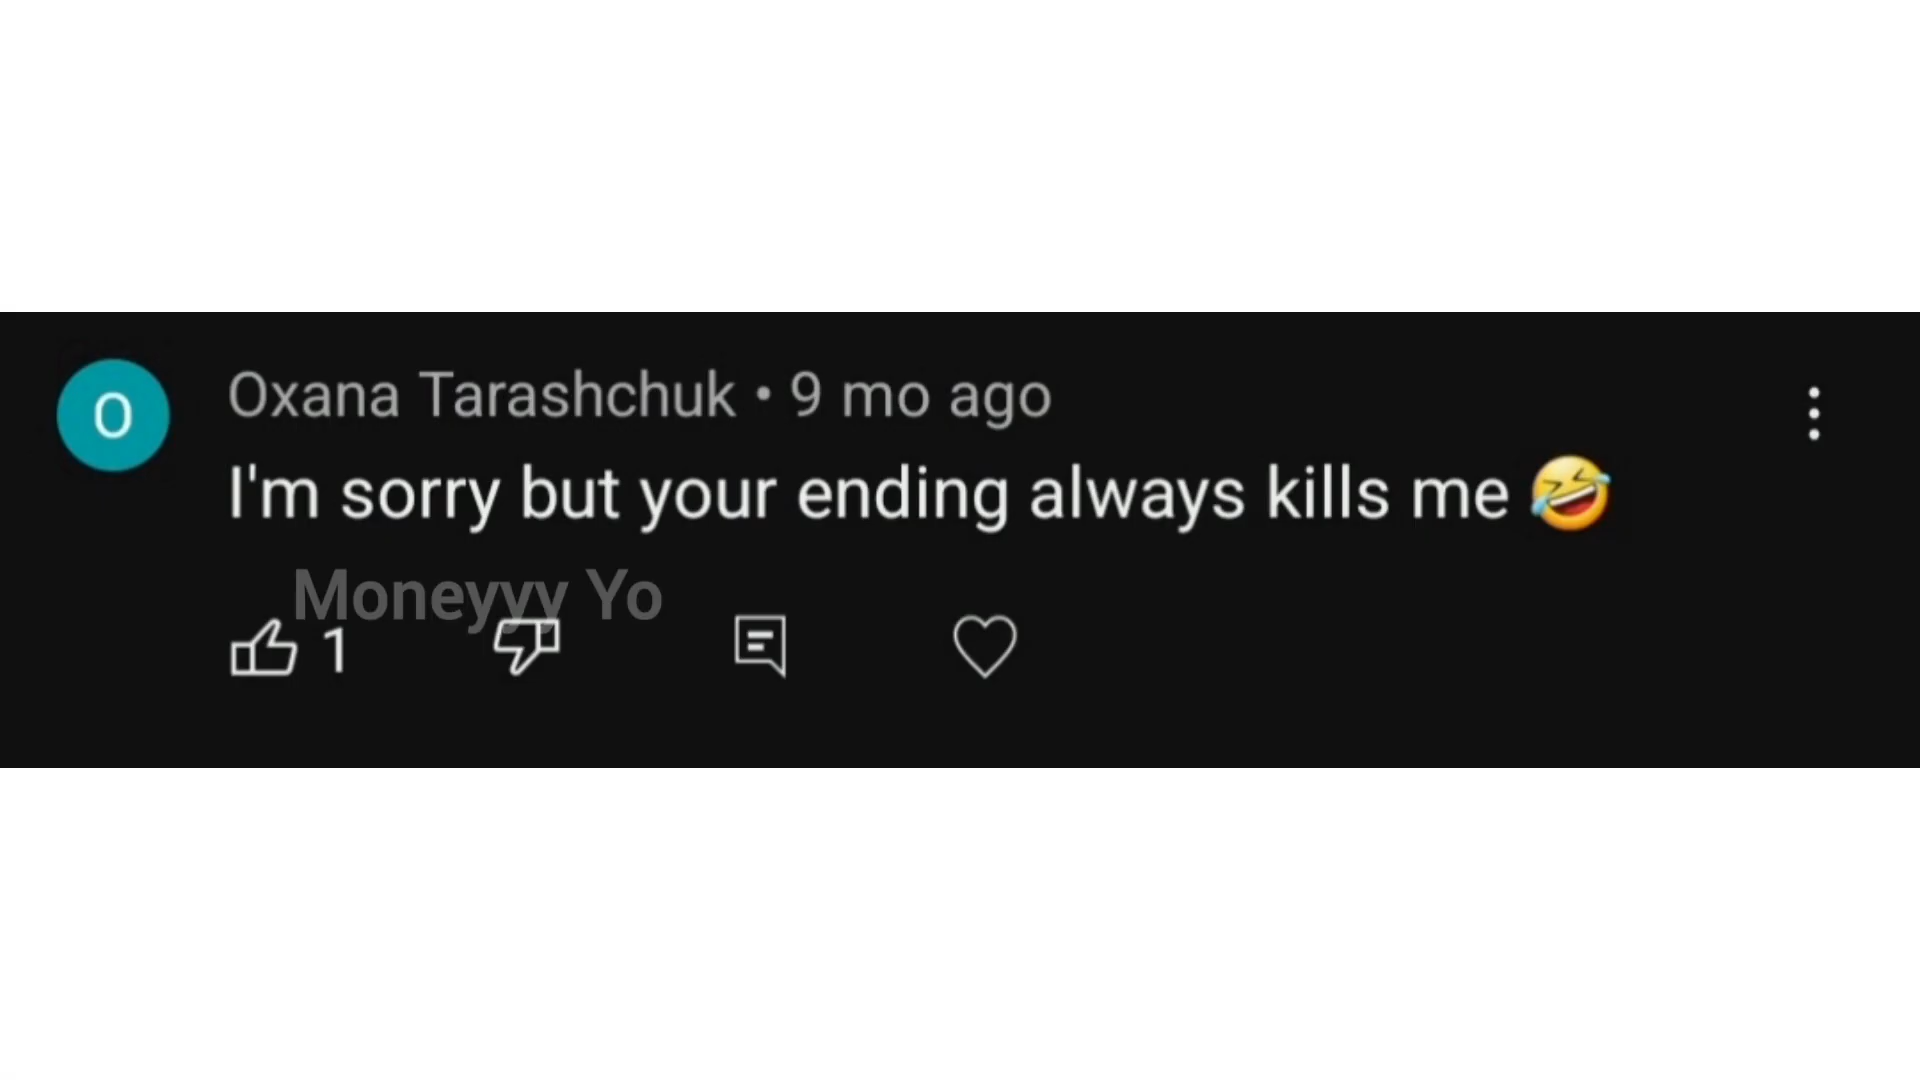 O
Oxana Tarashchuk • 9 mo ago
I'm sorry but your ending always kills me 🤣
Moneyyy Yo
1